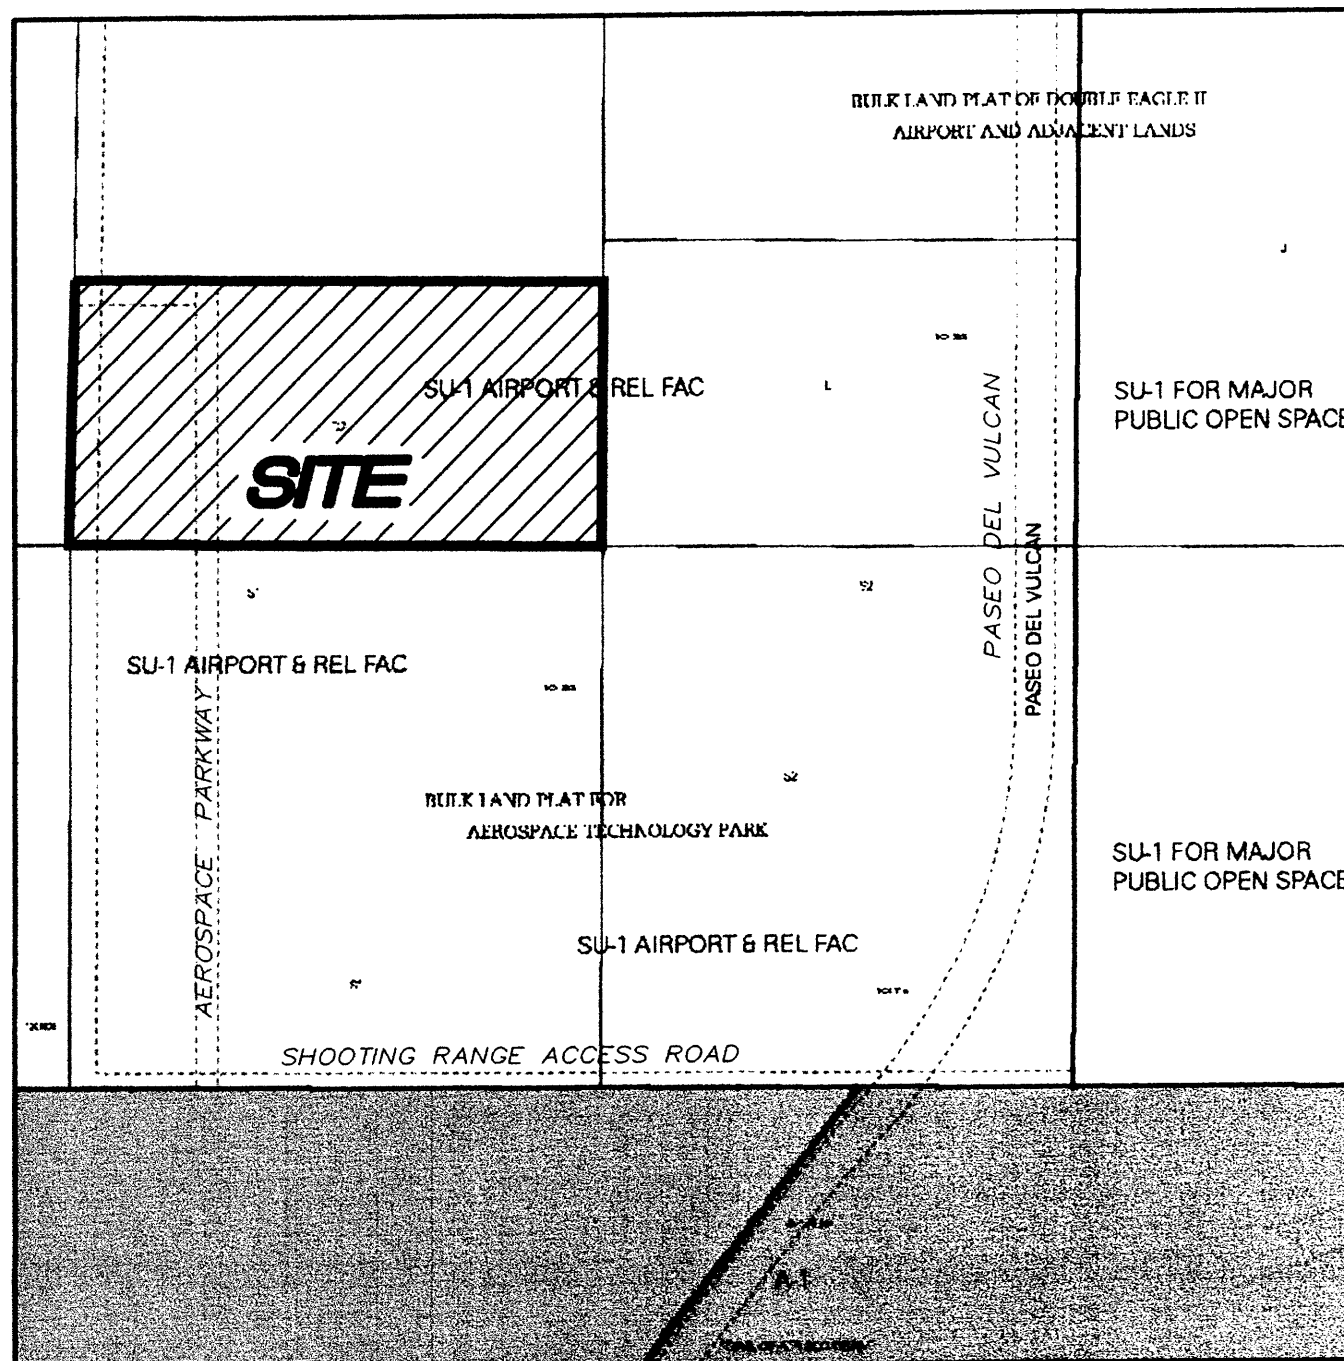 BULK LAND PLAT OF DOUBLE EAGLE II
AIRPORT AND ADJACENT LANDS
J
SU-1 AIRPORT & REL FAC
L
SU-1 FOR MAJOR
PUBLIC OPEN SPACE
SITE
PASEO DEL VULCAN
PASEO DEL VULCAN
SU-1 AIRPORT & REL FAC
AEROSPACE PARKWAY
BULK LAND PLAT FOR
AEROSPACE TECHNOLOGY PARK
SU-1 FOR MAJOR
PUBLIC OPEN SPACE
SU-1 AIRPORT & REL FAC
SHOOTING RANGE ACCESS ROAD
A-1